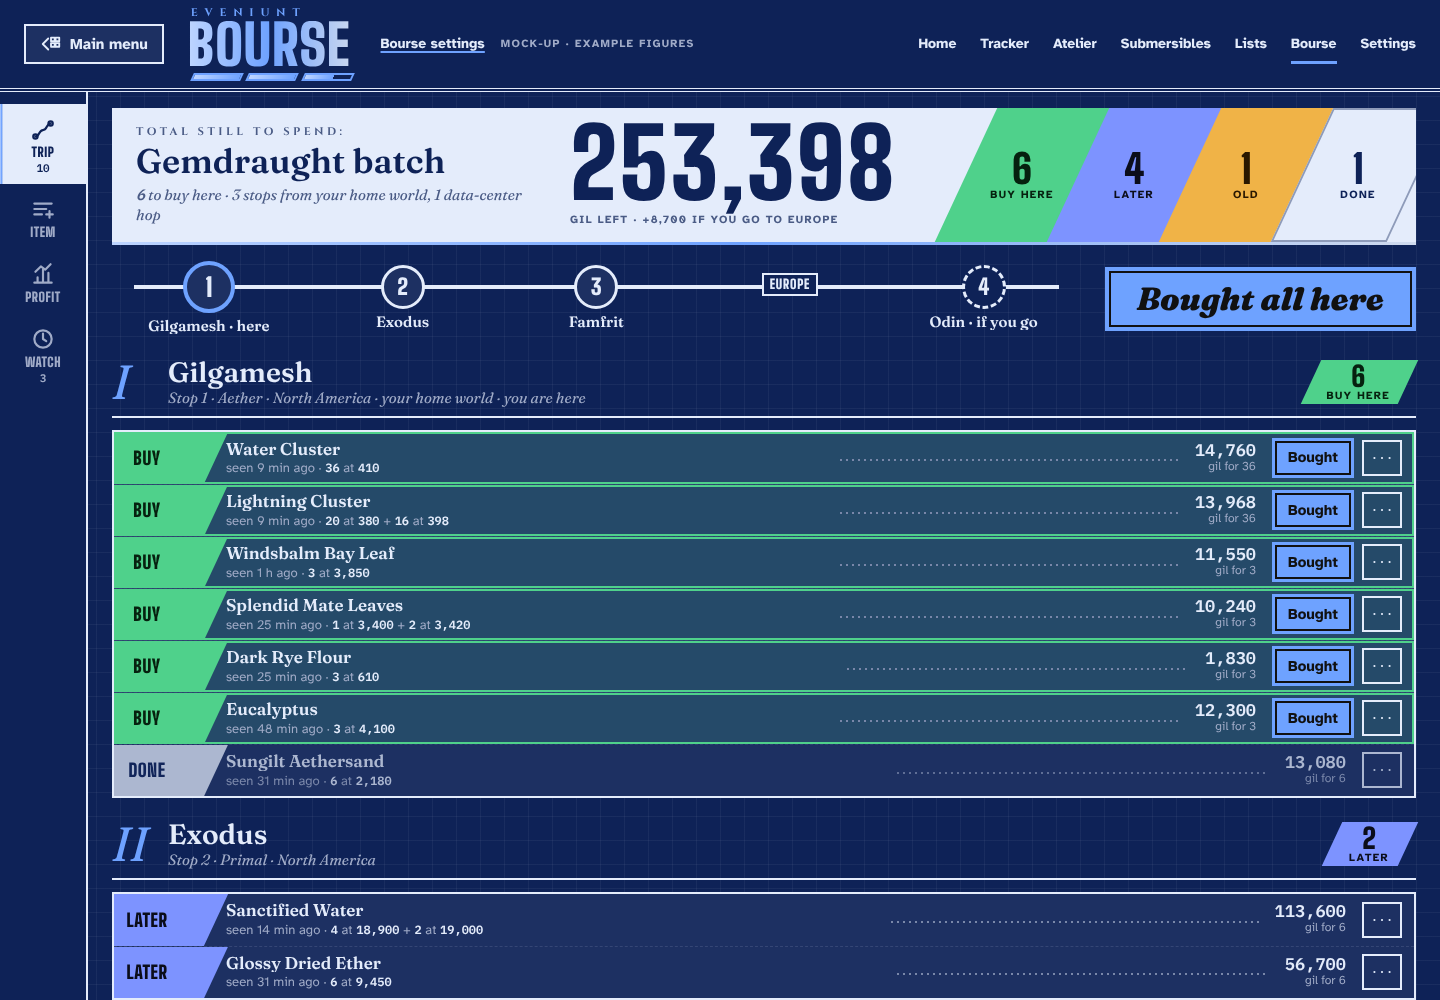 Main menu
EVENIUNT
BOURSE
Bourse settings
MOCK-UP · EXAMPLE FIGURES
Home
Tracker
Atelier
Submersibles
Lists
Bourse
Settings
TRIP
10
ITEM
PROFIT
WATCH
3
TOTAL STILL TO SPEND:
Gemdraught batch
6 to buy here · 3 stops from your home world, 1 data-center
hop
253,398
GIL LEFT · +8,700 IF YOU GO TO EUROPE
6
BUY HERE
4
LATER
1
OLD
1
DONE
1
Gilgamesh · here
2
Exodus
3
Famfrit
EUROPE
4
Odin · if you go
Bought all here
I
Gilgamesh
Stop 1 · Aether · North America · your home world · you are here
6
BUY HERE
BUY
Water Cluster
seen 9 min ago · 36 at 410
14,760
gil for 36
Bought
...
BUY
Lightning Cluster
seen 9 min ago · 20 at 380 + 16 at 398
13,968
gil for 36
Bought
...
BUY
Windsbalm Bay Leaf
seen 1 h ago · 3 at 3,850
11,550
gil for 3
Bought
...
BUY
Splendid Mate Leaves
seen 25 min ago · 1 at 3,400 + 2 at 3,420
10,240
gil for 3
Bought
...
BUY
Dark Rye Flour
seen 25 min ago · 3 at 610
1,830
gil for 3
Bought
...
BUY
Eucalyptus
seen 48 min ago · 3 at 4,100
12,300
gil for 3
Bought
...
DONE
Sungilt Aethersand
seen 31 min ago · 6 at 2,180
13,080
gil for 6
...
II
Exodus
Stop 2 · Primal · North America
2
LATER
LATER
Sanctified Water
seen 14 min ago · 4 at 18,900 + 2 at 19,000
113,600
gil for 6
...
LATER
Glossy Dried Ether
seen 31 min ago · 6 at 9,450
56,700
gil for 6
...